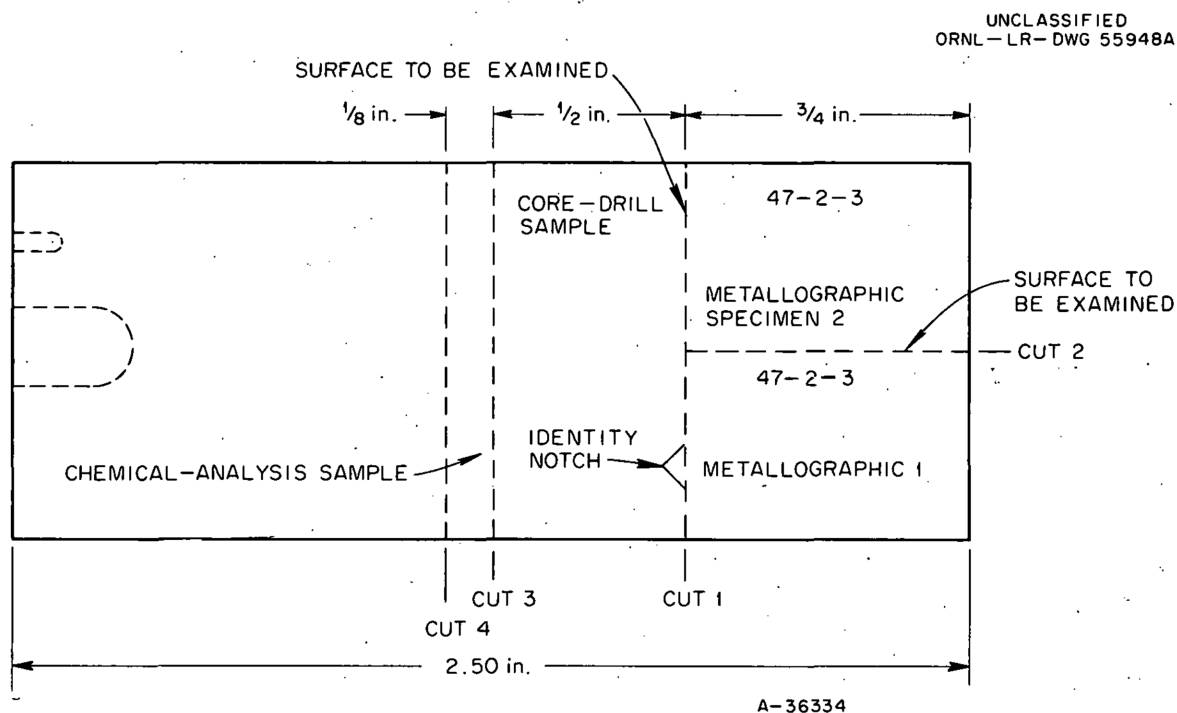 UNCLASSIFIED
ORNL—LR—DWG 55948A
SURFACE TO BE EXAMINED
1/8 in.
1/2 in.
3/4 in.
CORE—DRILL
SAMPLE
47-2-3
METALLOGRAPHIC
SPECIMEN 2
SURFACE TO
BE EXAMINED
CUT 2
47-2-3
IDENTITY
NOTCH
CHEMICAL-ANALYSIS SAMPLE
METALLOGRAPHIC 1
CUT 3
CUT 1
CUT 4
2.50 in.
A-36334